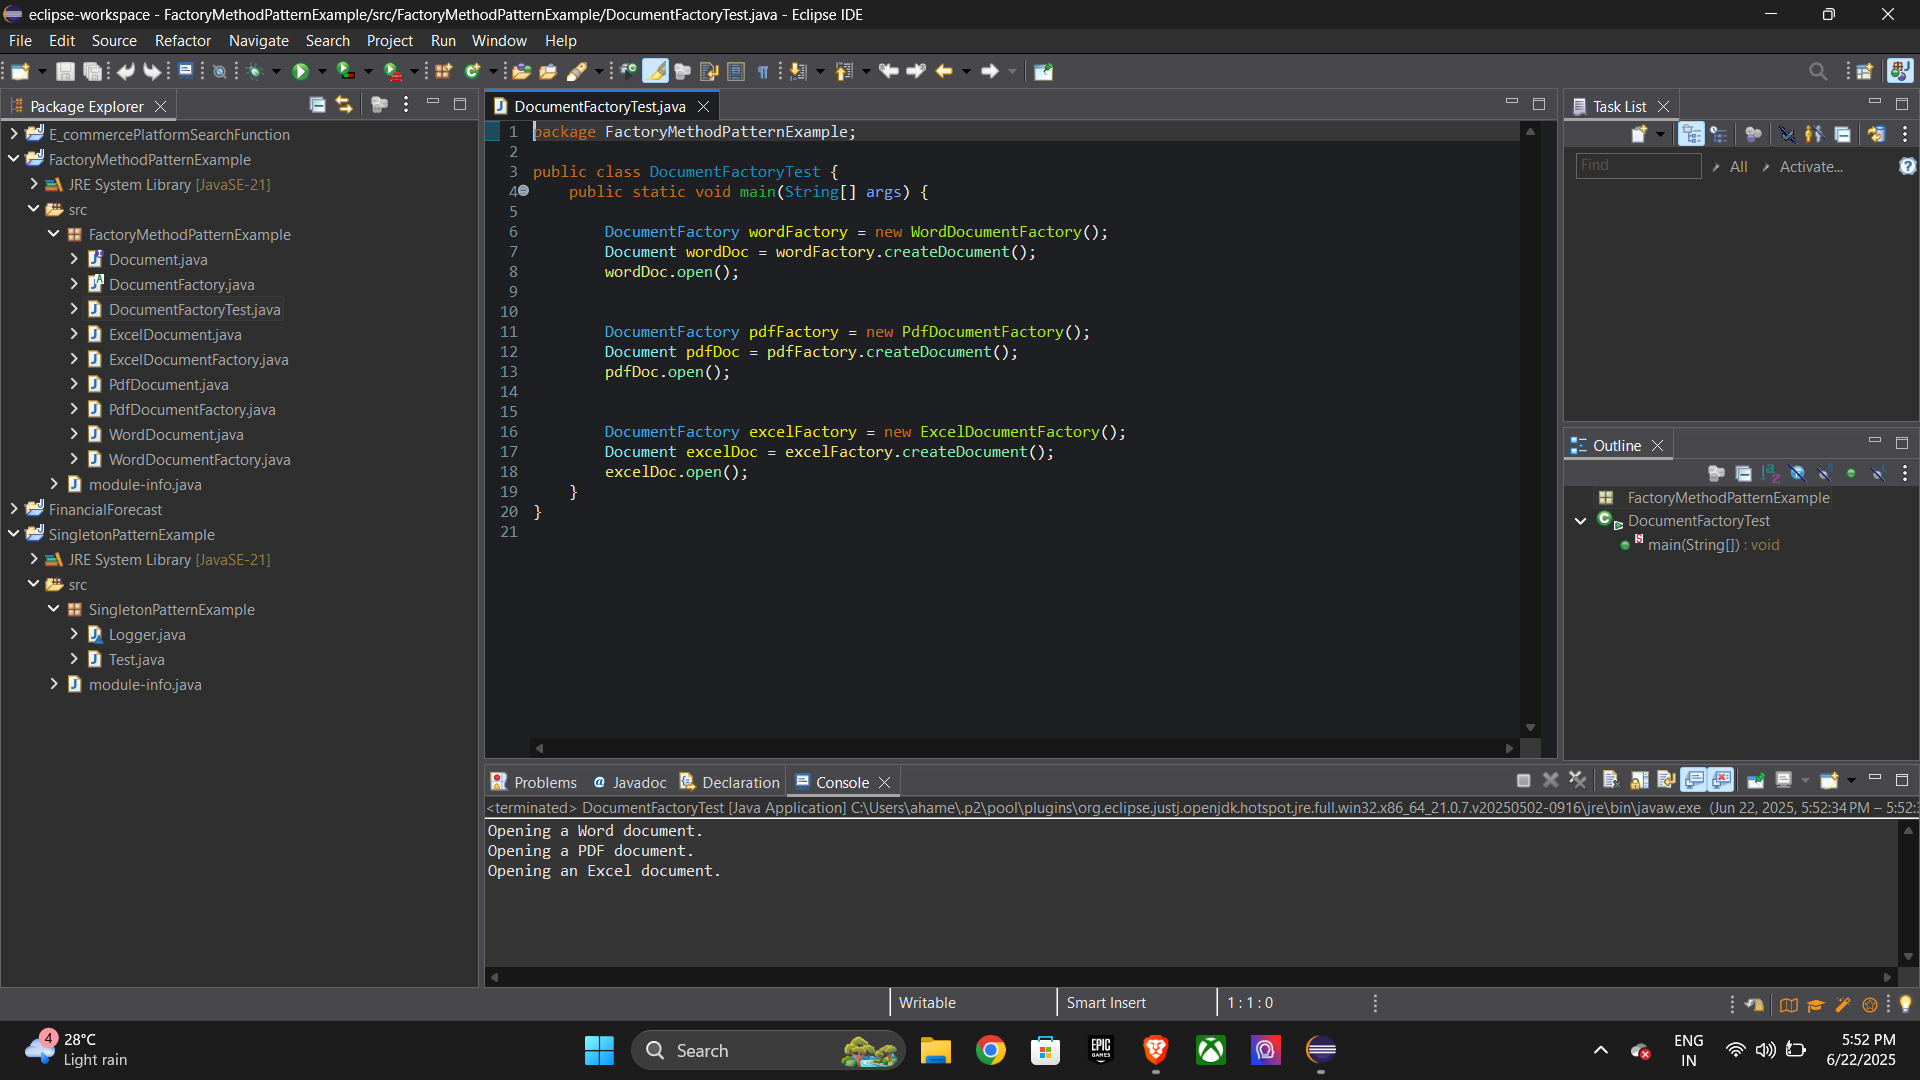 eclipse-workspace - FactoryMethodPatternExample/src/FactoryMethodPatternExample/DocumentFactoryTest.java - Eclipse IDE
File Edit Source Refactor Navigate Search Project Run Window Help
Package Explorer
E_commercePlatformSearchFunction
FactoryMethodPatternExample
JRE System Library [JavaSE-21]
src
FactoryMethodPatternExample
Document.java
DocumentFactory.java
DocumentFactoryTest.java
ExcelDocument.java
ExcelDocumentFactory.java
PdfDocument.java
PdfDocumentFactory.java
WordDocument.java
WordDocumentFactory.java
module-info.java
FinancialForecast
SingletonPatternExample
JRE System Library [JavaSE-21]
src
SingletonPatternExample
Logger.java
Test.java
module-info.java
DocumentFactoryTest.java
1 package FactoryMethodPatternExample;
2
3 public class DocumentFactoryTest {
4 public static void main(String[] args) {
5
6 DocumentFactory wordFactory = new WordDocumentFactory();
7 Document wordDoc = wordFactory.createDocument();
8 wordDoc.open();
9
10
11 DocumentFactory pdfFactory = new PdfDocumentFactory();
12 Document pdfDoc = pdfFactory.createDocument();
13 pdfDoc.open();
14
15
16 DocumentFactory excelFactory = new ExcelDocumentFactory();
17 Document excelDoc = excelFactory.createDocument();
18 excelDoc.open();
19 }
20 }
21
Task List
Find All Activate...
Outline
FactoryMethodPatternExample
DocumentFactoryTest
main(String[]) : void
Problems Javadoc Declaration Console
<terminated> DocumentFactoryTest [Java Application] C:\Users\ahame\.p2\pool\plugins\org.eclipse.justj.openjdk.hotspot.jre.full.win32.x86_64_21.0.7.v20250502-0916\jre\bin\javaw.exe (Jun 22, 2025, 5:52:34 PM – 5:52:
Opening a Word document.
Opening a PDF document.
Opening an Excel document.
Writable Smart Insert 1 : 1 : 0
4
28°C
Light rain
Search
EPIC
GAMES
ENG
IN
5:52 PM
6/22/2025